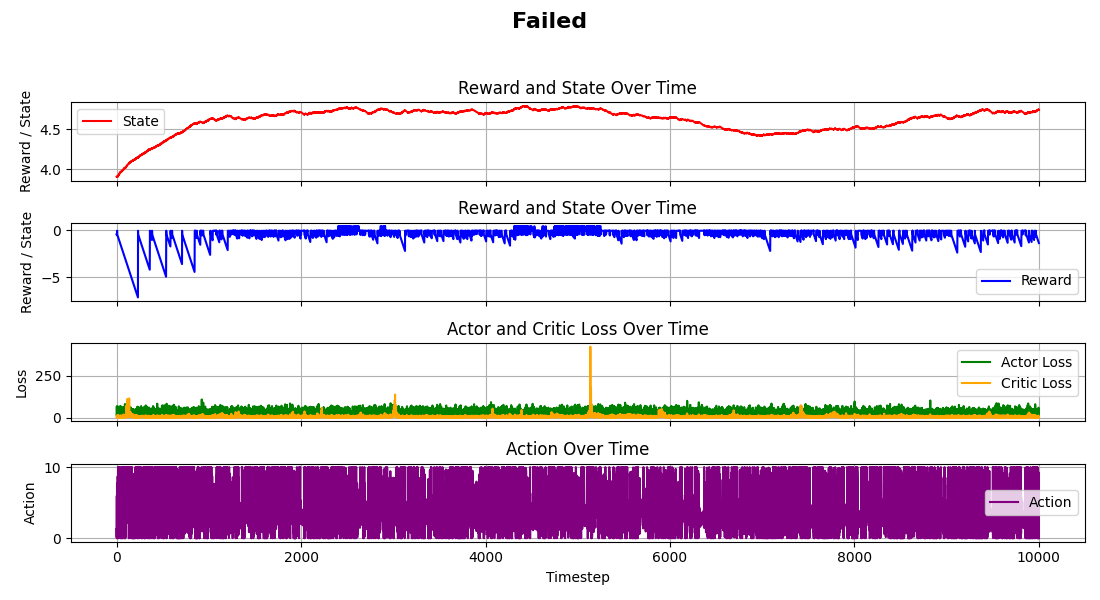 Failed
Reward and State Over Time
Reward / State
4.5
4.0
State
Reward and State Over Time
Reward / State
0
−5
Reward
Actor and Critic Loss Over Time
Loss
250
0
Actor Loss
Critic Loss
Action Over Time
Action
10
0
Action
0 2000 4000 6000 8000 10000
Timestep